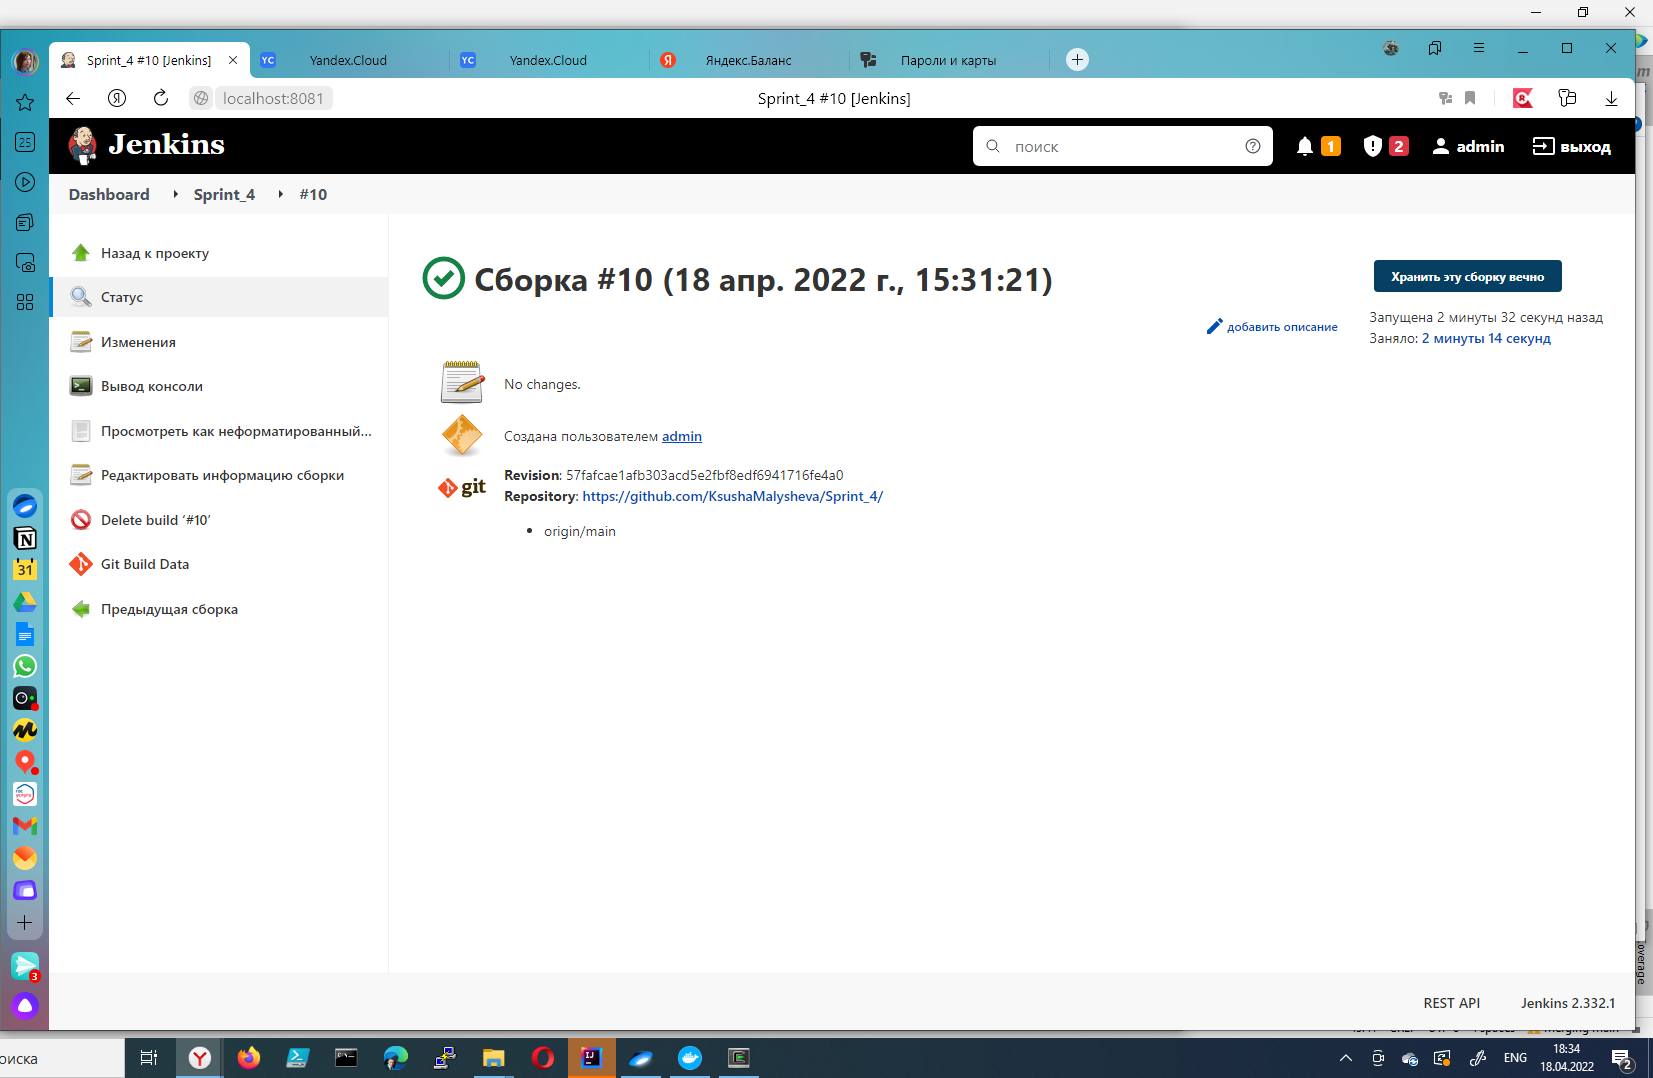 Sprint_4 #10 [Jenkins]
YC
Yandex.Cloud
YC
Yandex.Cloud
Я
Яндекс.Баланс
Пароли и карты
Я
localhost:8081
Sprint_4 #10 [Jenkins]
25
Jenkins
поиск
1
2
admin
выход
Dashboard
Sprint_4
#10
Назад к проекту
Статус
Изменения
Вывод консоли
Просмотреть как неформатированный...
Редактировать информацию сборки
Delete build ‘#10’
Git Build Data
Предыдущая сборка
Сборка #10 (18 апр. 2022 г., 15:31:21)
Хранить эту сборку вечно
добавить описание
Запущена 2 минуты 32 секунд назад
Заняло: 2 минуты 14 секунд
No changes.
Создана пользователем admin
git
Revision: 57fafcae1afb303acd5e2fbf8edf6941716fe4a0
Repository: https://github.com/KsushaMalysheva/Sprint_4/
origin/main
31
3
REST API
Jenkins 2.332.1
overage
оиска
IJ
ENG
18:34
18.04.2022
2